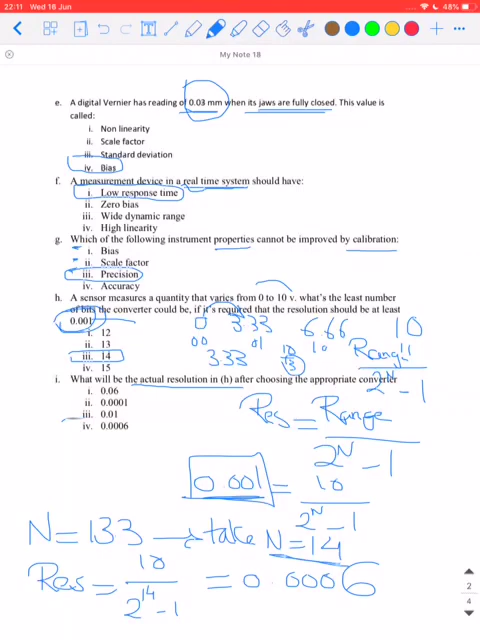 22:11 Wed 16 Jun
48%
My Note 18
e. A digital Vernier has reading of 0.03 mm when its jaws are fully closed. This value is
called:
i. Non linearity
ii. Scale factor
iii. Standard deviation
iv. Bias
f. A measurement device in a real time system should have:
i. Low response time
ii. Zero bias
iii. Wide dynamic range
iv. High linearity
g. Which of the following instrument properties cannot be improved by calibration:
i. Bias
ii. Scale factor
iii. Precision
iv. Accuracy
h. A sensor measures a quantity that varies from 0 to 10 v. what's the least number
of bits the converter could be, if it's required that the resolution should be at least
0.001
0 3.33 6.66 10
i. 12
00 01 10 11
ii. 13
3.33 10
Range
iii. 14
2^N - 1
iv. 15
i. What will be the actual resolution in (h) after choosing the appropriate converter
i. 0.06
ii. 0.0001
iii. 0.01
iv. 0.0006
Res = Range
2^N - 1
0.001 = 10
2^N - 1
N = 133 → take N = 14
Res = 10 = 0.0006
2^14 - 1
2
4